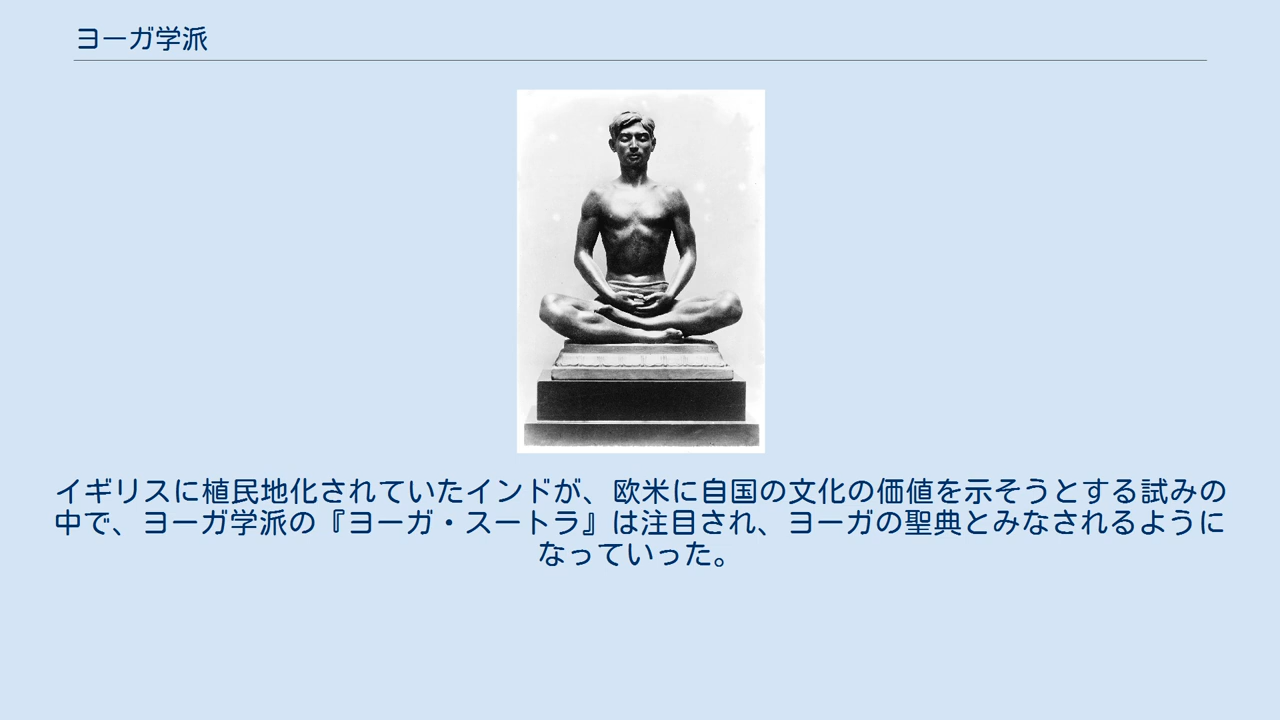 ヨーガ学派
イギリスに植民地化されていたインドが、欧米に自国の文化の価値を示そうとする試みの
中で、ヨーガ学派の『ヨーガ・スートラ』は注目され、ヨーガの聖典とみなされるように
なっていった。